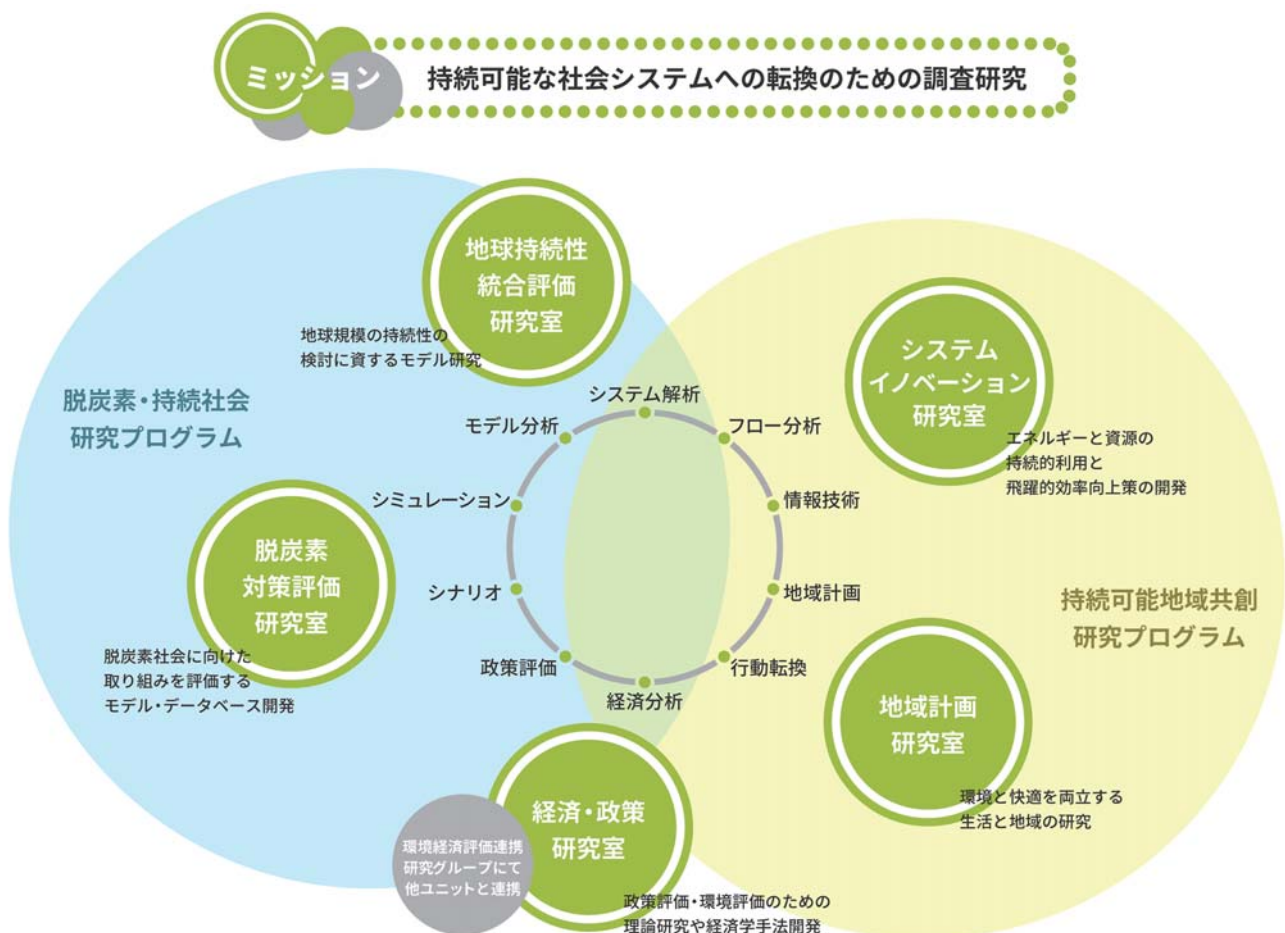 ミッション
持続可能な社会システムへの転換のための調査研究
地球持続性
統合評価
研究室
地球規模の持続性の
検討に資するモデル研究
脱炭素・持続社会
研究プログラム
システム
イノベーション
研究室
エネルギーと資源の
持続的利用と
飛躍的効率向上策の開発
システム解析
モデル分析
フロー分析
シミュレーション
情報技術
シナリオ
地域計画
政策評価
行動転換
経済分析
脱炭素
対策評価
研究室
脱炭素社会に向けた
取り組みを評価する
モデル・データベース開発
持続可能地域共創
研究プログラム
地域計画
研究室
環境と快適を両立する
生活と地域の研究
経済・政策
研究室
環境経済評価連携
研究グループにて
他ユニットと連携
政策評価・環境評価のための
理論研究や経済学手法開発